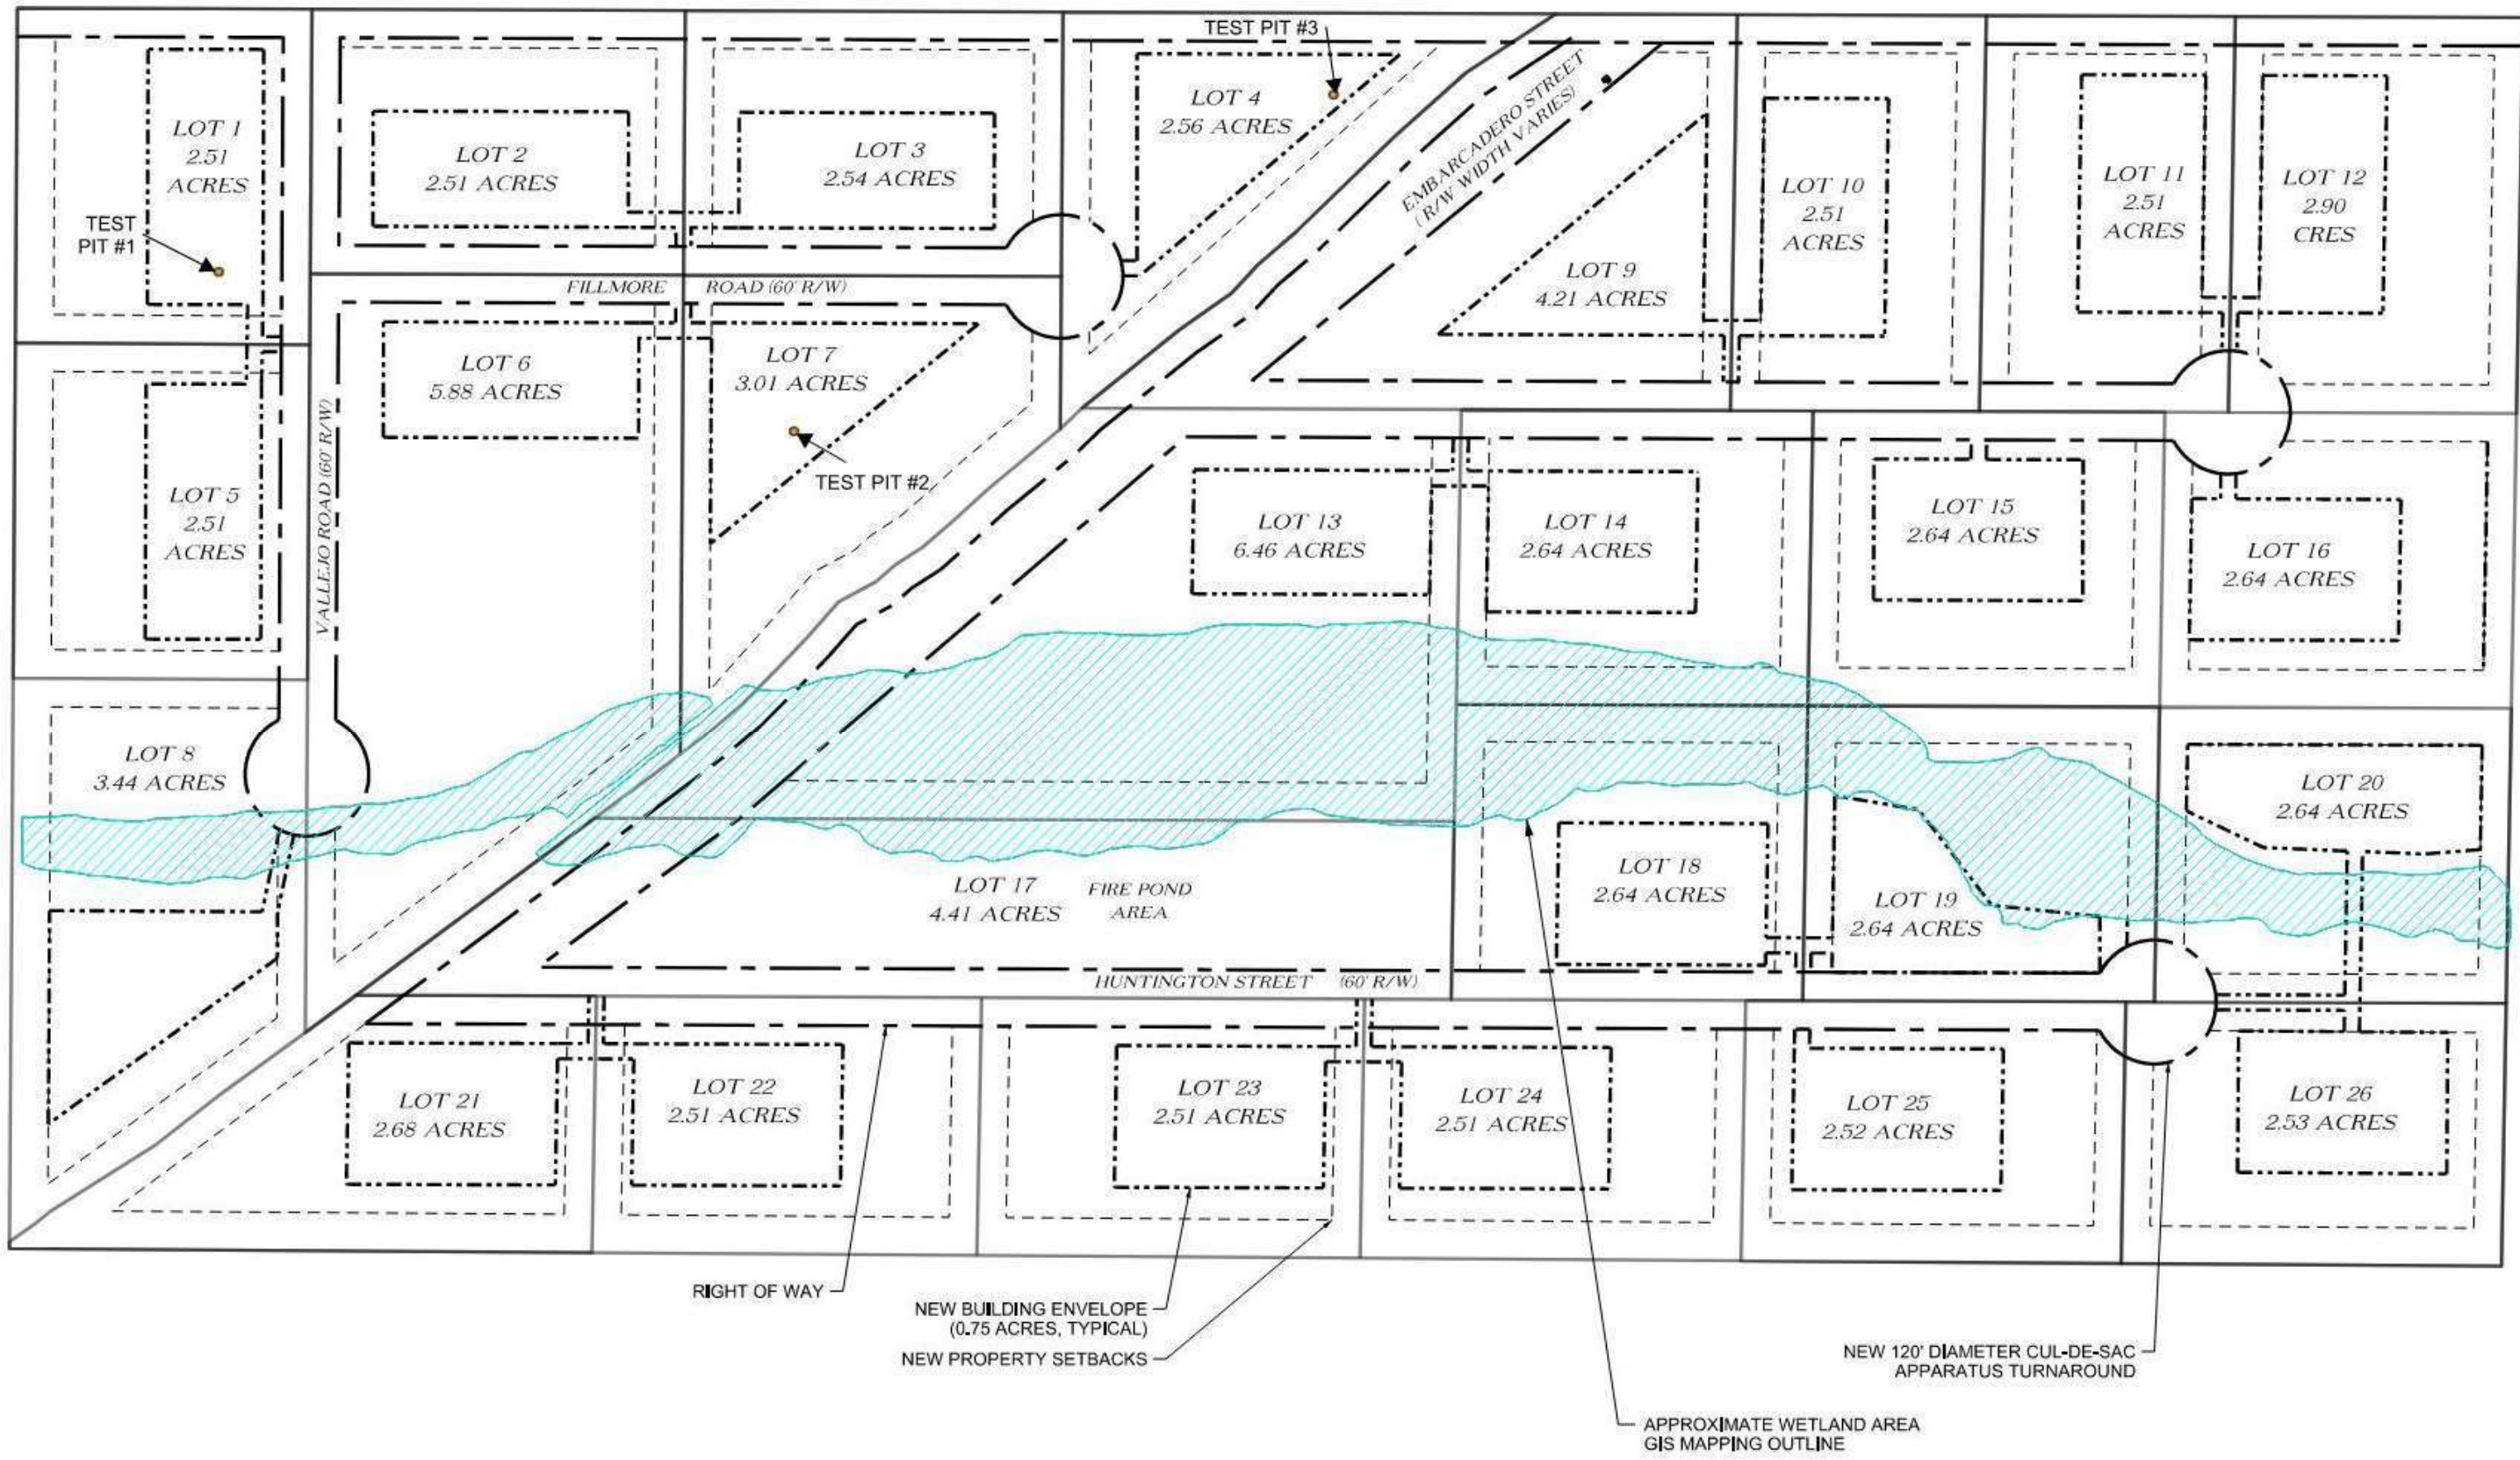 TEST PIT #3
LOT 1
2.51
ACRES
TEST
PIT #1
LOT 2
2.51 ACRES
LOT 3
2.54 ACRES
LOT 4
2.56 ACRES
EMBARCADERO STREET
(R/W WIDTH VARIES)
LOT 9
4.21 ACRES
LOT 10
2.51
ACRES
LOT 11
2.51
ACRES
LOT 12
2.90
CRES
FILLMORE ROAD (60' R/W)
LOT 6
5.88 ACRES
LOT 7
3.01 ACRES
TEST PIT #2
VALLEJO ROAD (60' R/W)
LOT 5
2.51
ACRES
LOT 13
6.46 ACRES
LOT 14
2.64 ACRES
LOT 15
2.64 ACRES
LOT 16
2.64 ACRES
LOT 8
3.44 ACRES
LOT 17
4.41 ACRES
FIRE POND
AREA
LOT 18
2.64 ACRES
LOT 19
2.64 ACRES
LOT 20
2.64 ACRES
HUNTINGTON STREET (60' R/W)
LOT 21
2.68 ACRES
LOT 22
2.51 ACRES
LOT 23
2.51 ACRES
LOT 24
2.51 ACRES
LOT 25
2.52 ACRES
LOT 26
2.53 ACRES
RIGHT OF WAY
NEW BUILDING ENVELOPE
(0.75 ACRES, TYPICAL)
NEW PROPERTY SETBACKS
NEW 120' DIAMETER CUL-DE-SAC
APPARATUS TURNAROUND
APPROXIMATE WETLAND AREA
GIS MAPPING OUTLINE